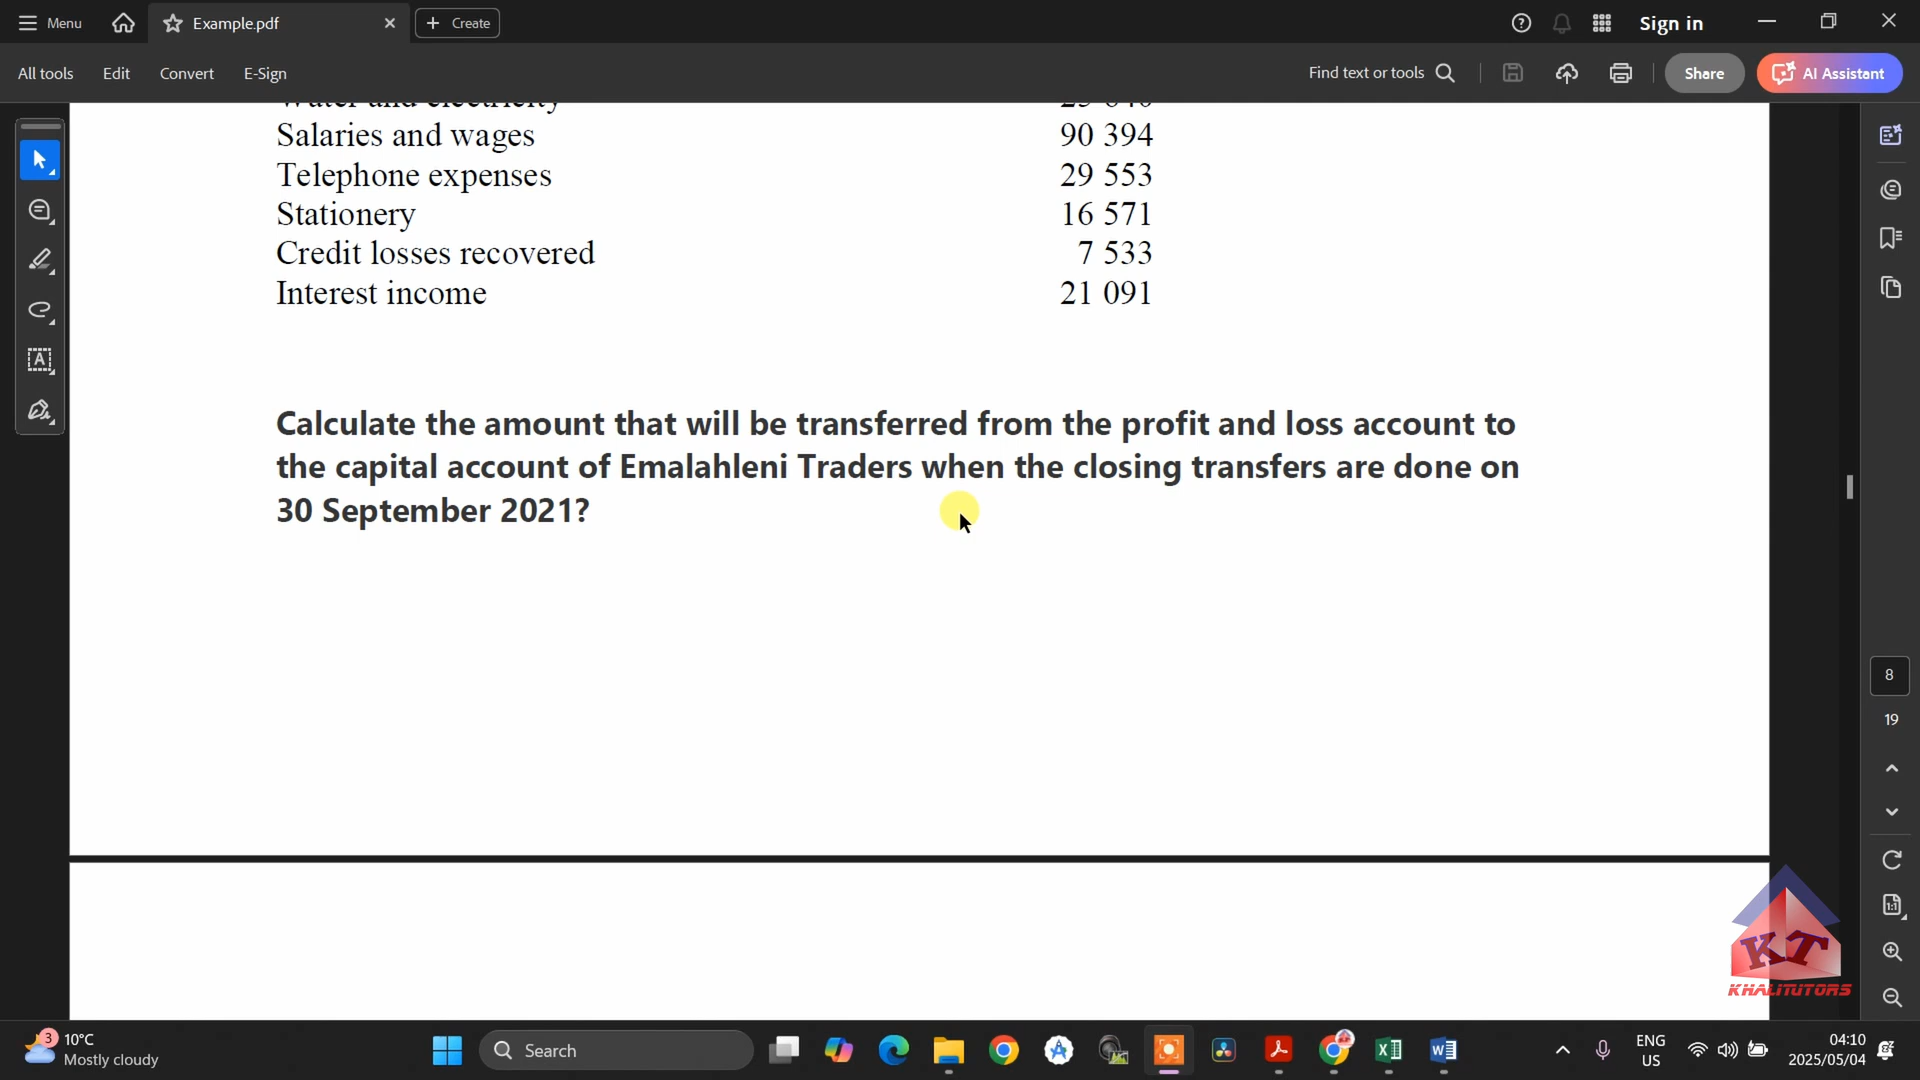 Menu
Example.pdf
Create
Sign in
All tools
Edit
Convert
E-Sign
Find text or tools
Share
AI Assistant
Water and electricity
Salaries and wages 90 394
Telephone expenses 29 553
Stationery 16 571
Credit losses recovered 7 533
Interest income 21 091
Calculate the amount that will be transferred from the profit and loss account to
the capital account of Emalahleni Traders when the closing transfers are done on
30 September 2021?
8
19
KT
KHALITUTORS
3
10°C
Mostly cloudy
Search
ENG
US
04:10
2025/05/04